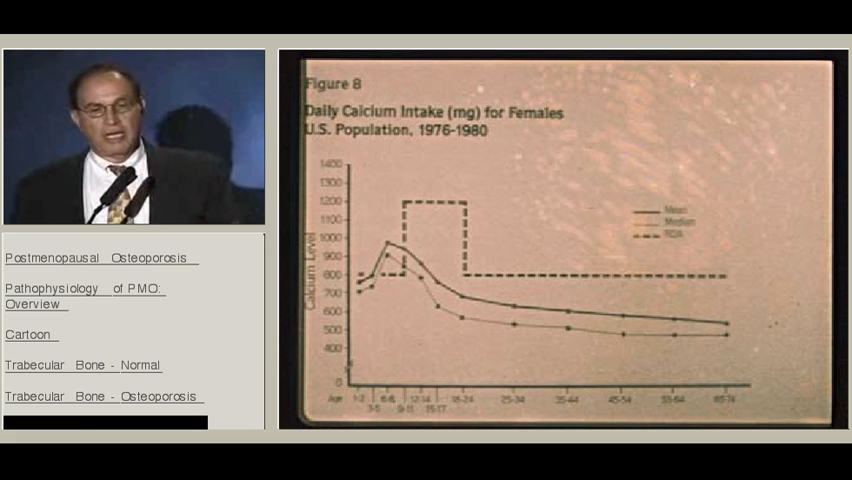 Postmenopausal Osteoporosis
Pathophysiology of PMO:
Overview
Cartoon
Trabecular Bone - Normal
Trabecular Bone - Osteoporosis
Figure 8
Daily Calcium Intake (mg) for Females
U.S. Population, 1976-1980
Calcium Level
1400
1300
1200
1100
1000
900
800
700
600
500
400
0
Mean
Median
RDA
Age 1-2 6-8 12-14 18-24 25-34 35-44 45-54 55-64 65-74
3-5 9-11 15-17